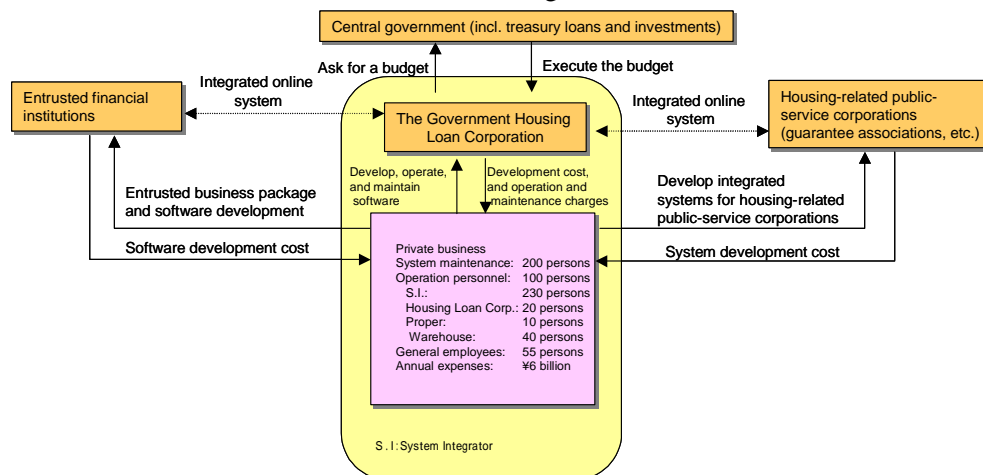 Central government (incl. treasury loans and investments)
Ask for a budget
Execute the budget
Integrated online
system
Integrated online
system
Entrusted financial
institutions
The Government Housing
Loan Corporation
Housing-related public-
service corporations
(guarantee associations, etc.)
Develop, operate,
and maintain
software
Development cost,
and operation and
maintenance charges
Entrusted business package
and software development
Develop integrated
systems for housing-related
public-service corporations
Software development cost
System development cost
Private business
System maintenance: 200 persons
Operation personnel: 100 persons
S.I.: 230 persons
Housing Loan Corp.: 20 persons
Proper: 10 persons
Warehouse: 40 persons
General employees: 55 persons
Annual expenses: ¥6 billion
S.I:System Integrator